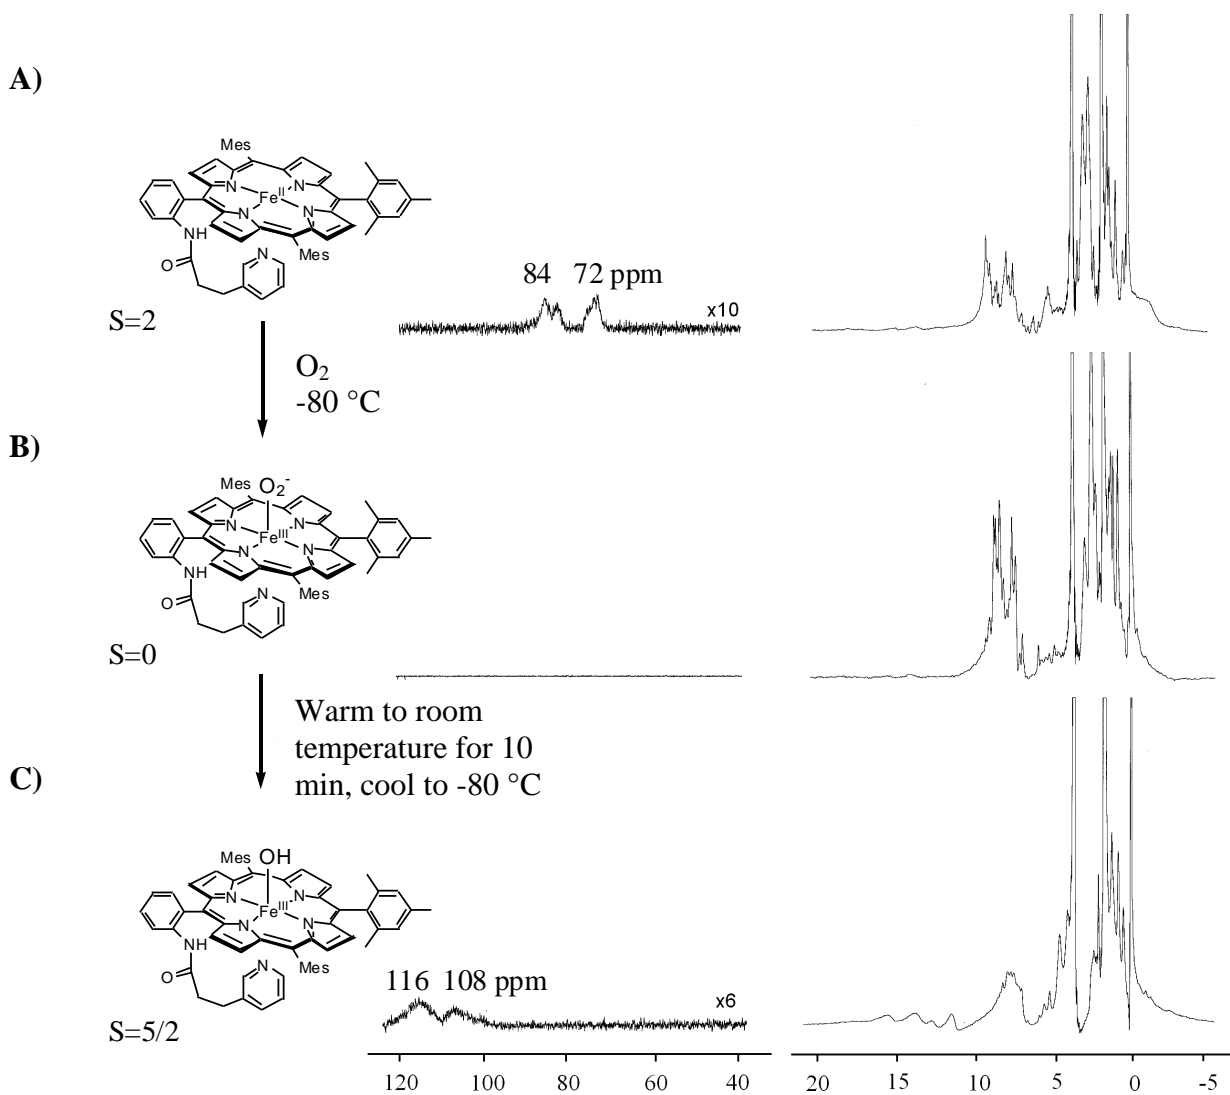 A)
Mes
Fe II
N
N
N
N
NH
O
N
Mes
S=2
84 72 ppm
x10
O2
-80 °C
B)
Mes
O2-
Fe III
N
N
N
N
NH
O
N
Mes
S=0
Warm to room
temperature for 10
min, cool to -80 °C
C)
Mes
OH
Fe III
N
N
N
N
NH
O
N
Mes
S=5/2
116 108 ppm
x6
120 100 80 60 40
20 15 10 5 0 -5